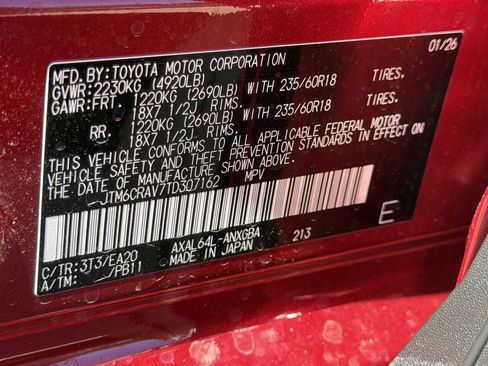 MFD. BY: TOYOTA MOTOR CORPORATION 01/26
GVWR: 2230KG (4920LB)
GAWR: FRT. 1220KG (2690LB) WITH 235/60R18 TIRES.
18X7 1/2J RIMS.
RR. 1220KG (2690LB) WITH 235/60R18 TIRES.
18X7 1/2J RIMS.
THIS VEHICLE CONFORMS TO ALL APPLICABLE FEDERAL MOTOR
VEHICLE SAFETY AND THEFT PREVENTION STANDARDS IN EFFECT ON
THE DATE OF MANUFACTURE SHOWN ABOVE.
JTM6CRAV7TD307162 MPV
E
AXAL64L-ANXGBA 213
C/TR: 3T3/EA20 MADE IN JAPAN
A/TM: /PB11